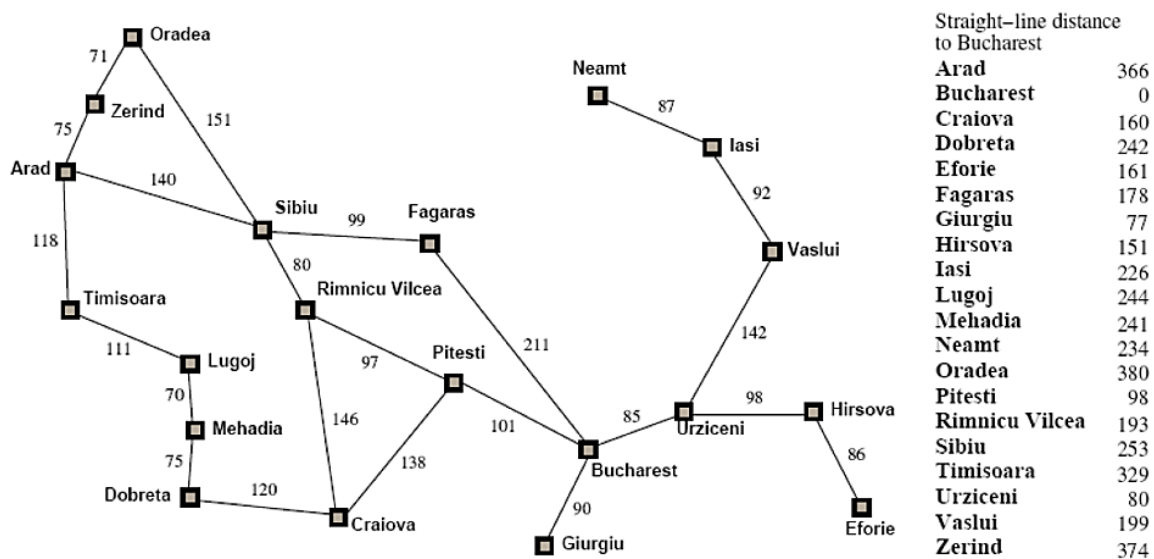 Oradea
71
Neamt
Zerind
87
75
151
Iasi
Arad
140
92
Sibiu
99
Fagaras
118
80
Vaslui
Timisoara
Rimnicu Vilcea
142
111
Lugoj
97
Pitesti
211
70
Mehadia
146
101
85
98
Hirsova
Urziceni
75
138
86
Dobreta
120
Bucharest
90
Craiova
Giurgiu
Eforie
Straight-line distance
to Bucharest
Arad 366
Bucharest 0
Craiova 160
Dobreta 242
Eforie 161
Fagaras 178
Giurgiu 77
Hirsova 151
Iasi 226
Lugoj 244
Mehadia 241
Neamt 234
Oradea 380
Pitesti 98
Rimnicu Vilcea 193
Sibiu 253
Timisoara 329
Urziceni 80
Vaslui 199
Zerind 374